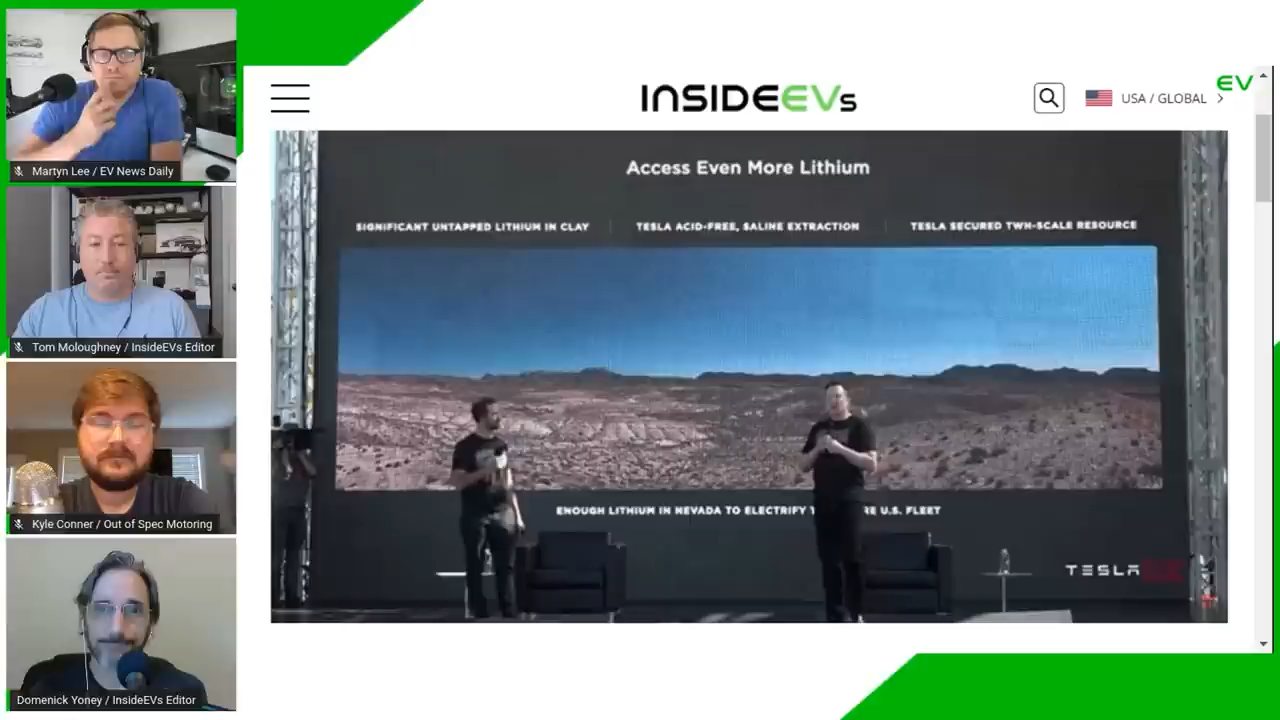 Martyn Lee / EV News Daily
Tom Moloughney / InsideEVs Editor
Kyle Conner / Out of Spec Motoring
Domenick Yoney / InsideEVs Editor
INSIDEEVs
USA / GLOBAL
EV
Access Even More Lithium
SIGNIFICANT UNTAPPED LITHIUM IN CLAY
TESLA ACID-FREE, SALINE EXTRACTION
TESLA SECURED TWH-SCALE RESOURCE
ENOUGH LITHIUM IN NEVADA TO ELECTRIFY U.S. FLEET
TESLA